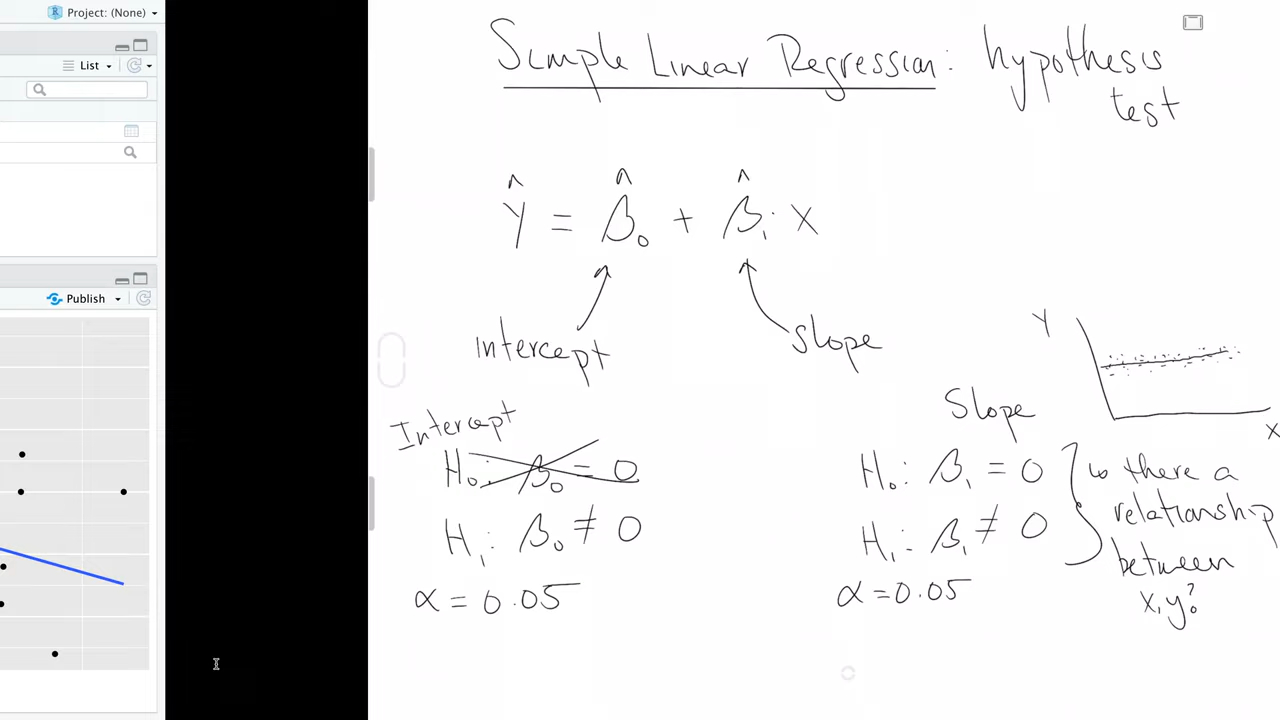 Project: (None)
List
Publish
Simple Linear Regression: hypothesis
test
Ŷ = β̂₀ + β̂₁·X
intercept
slope
Y
X
Intercept
H₀: β₀ = 0
H₁: β₀ ≠ 0
α = 0.05
Slope
H₀: β₁ = 0
H₁: β₁ ≠ 0
α = 0.05
is there a
relationship
between
x,y?